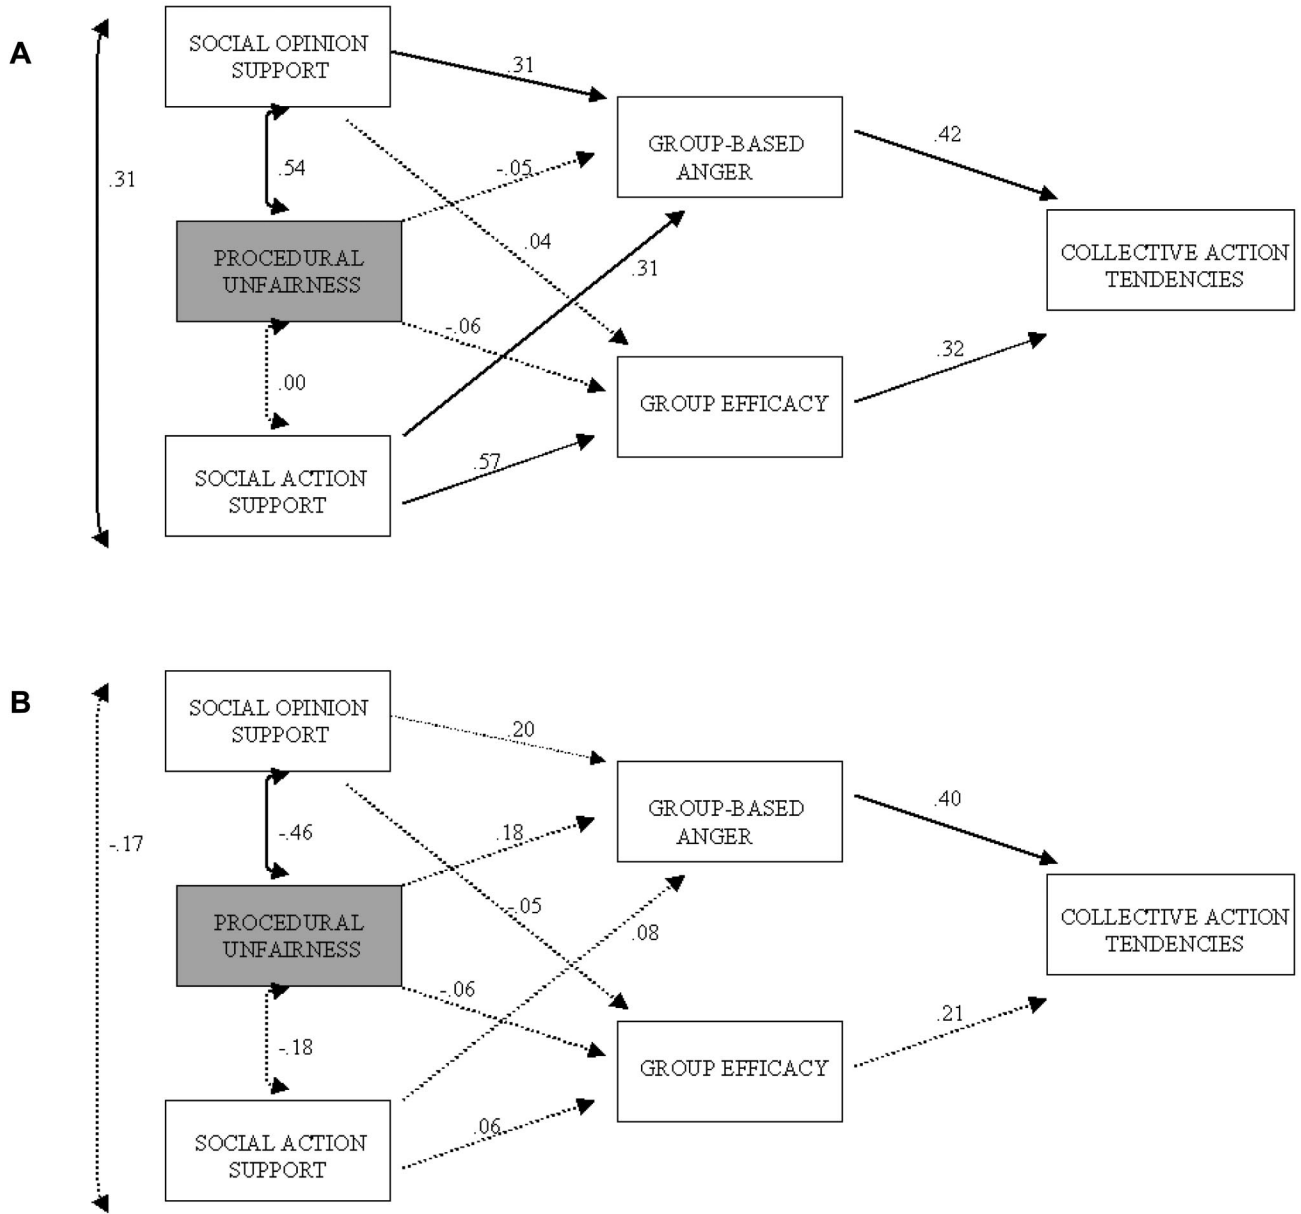 A
SOCIAL OPINION
SUPPORT
.31
.31
.54
-.05
GROUP-BASED
ANGER
.42
PROCEDURAL
UNFAIRNESS
.04
.31
COLLECTIVE ACTION
TENDENCIES
-.06
.00
.32
GROUP EFFICACY
SOCIAL ACTION
SUPPORT
.57
B
SOCIAL OPINION
SUPPORT
.20
-.17
-.46
.18
GROUP-BASED
ANGER
.40
PROCEDURAL
UNFAIRNESS
-.05
.08
COLLECTIVE ACTION
TENDENCIES
-.06
-.18
.21
GROUP EFFICACY
SOCIAL ACTION
SUPPORT
.06